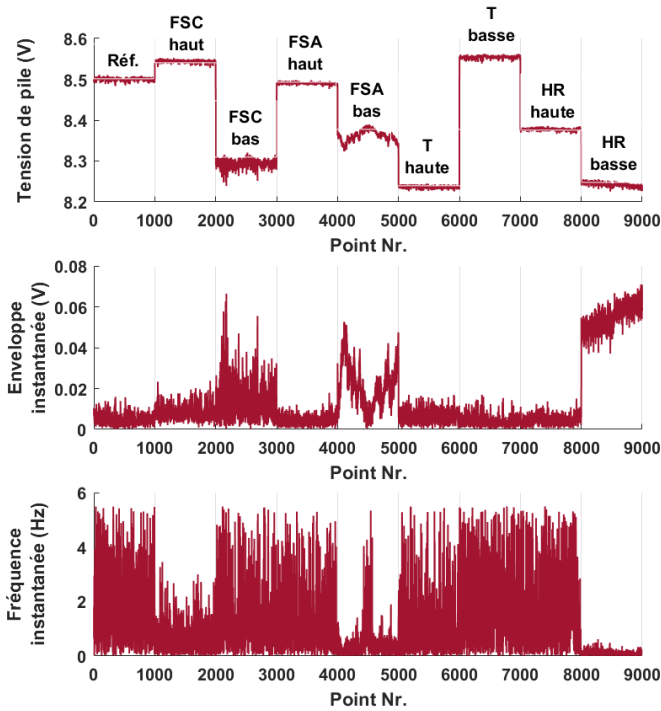 Tension de pile (V)
8.6
8.5
8.4
8.3
8.2
Réf.
FSC
haut
FSC
bas
FSA
haut
FSA
bas
T
haute
T
basse
HR
haute
HR
basse
0 1000 2000 3000 4000 5000 6000 7000 8000 9000
Point Nr.
Enveloppe
instantanée (V)
0.08
0.06
0.04
0.02
0
0 1000 2000 3000 4000 5000 6000 7000 8000 9000
Point Nr.
Fréquence
instantanée (Hz)
6
4
2
0
0 1000 2000 3000 4000 5000 6000 7000 8000 9000
Point Nr.